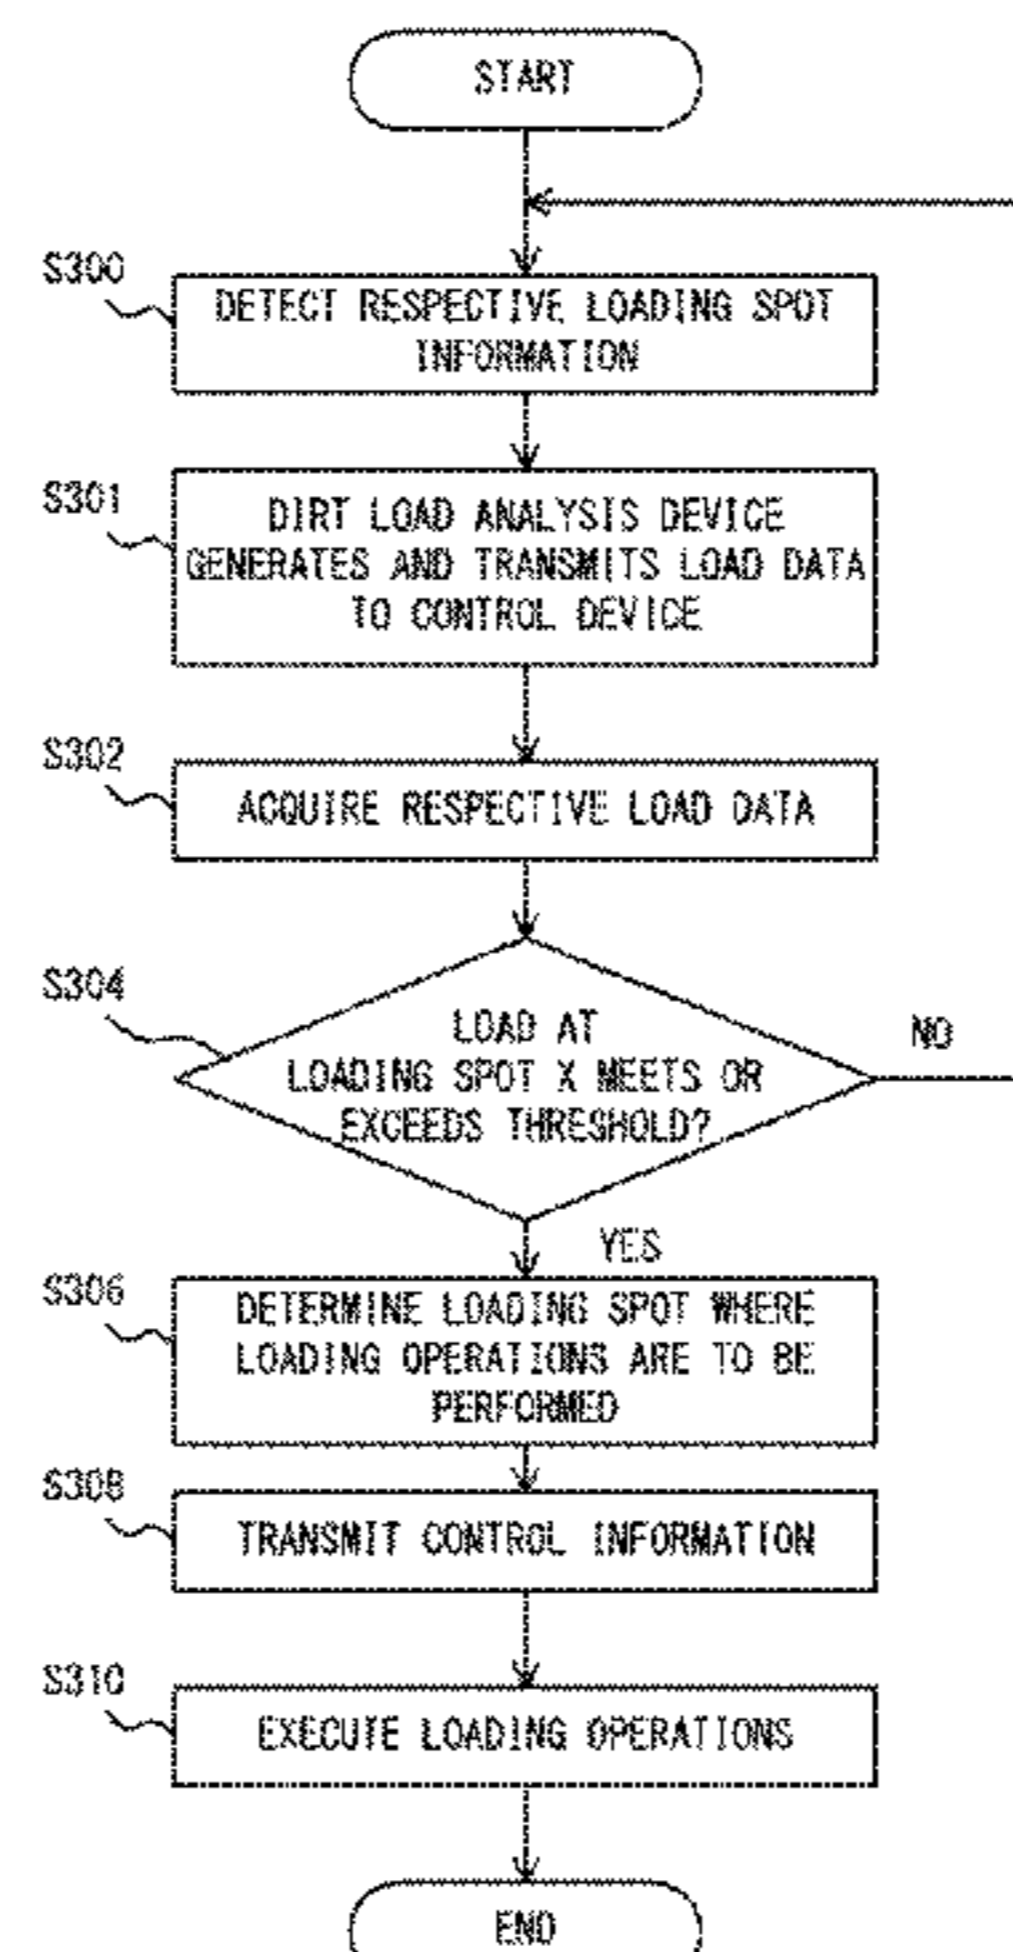 START
S300
DETECT RESPECTIVE LOADING SPOT
INFORMATION
S301
DIRT LOAD ANALYSIS DEVICE
GENERATES AND TRANSMITS LOAD DATA
TO CONTROL DEVICE
S302
ACQUIRE RESPECTIVE LOAD DATA
S304
LOAD AT
LOADING SPOT X MEETS OR
EXCEEDS THRESHOLD?
NO
YES
S306
DETERMINE LOADING SPOT WHERE
LOADING OPERATIONS ARE TO BE
PERFORMED
S308
TRANSMIT CONTROL INFORMATION
S310
EXECUTE LOADING OPERATIONS
END